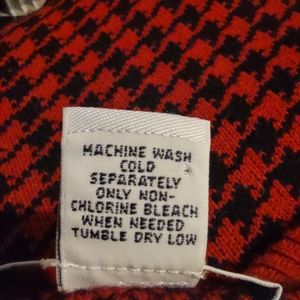 MACHINE WASH
COLD
SEPARATELY
ONLY NON-
CHLORINE BLEACH
WHEN NEEDED
TUMBLE DRY LOW